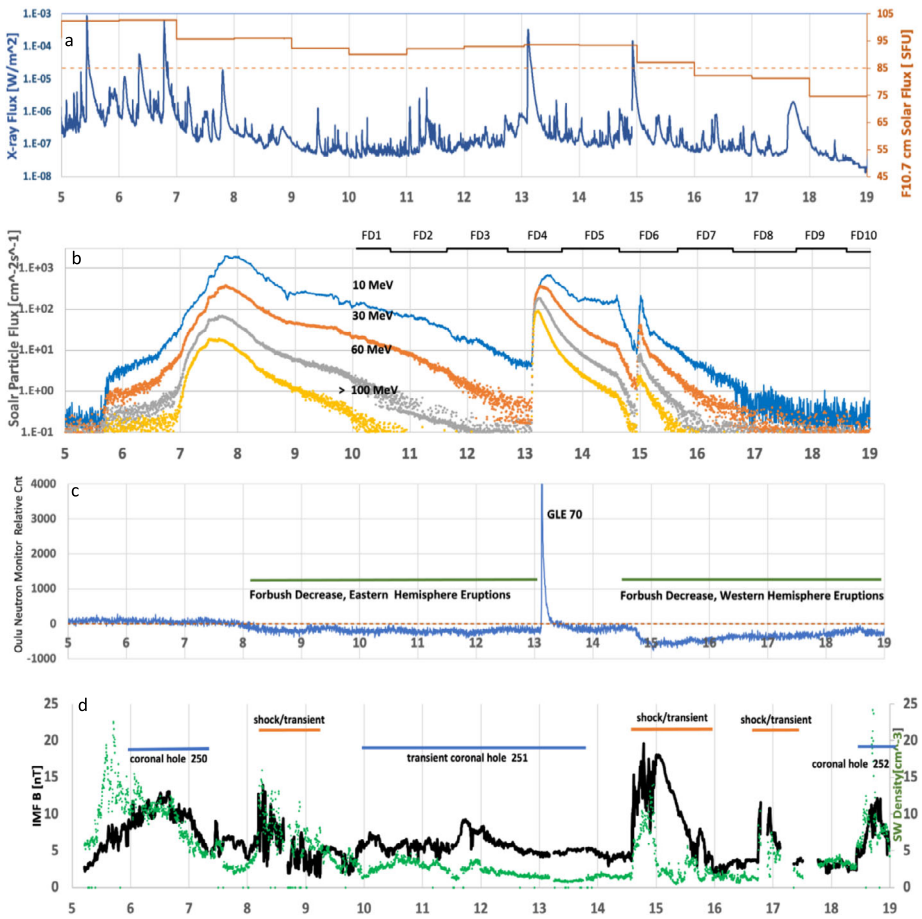 a
X-ray Flux [W/m^2]
1.E-03
1.E-04
1.E-05
1.E-06
1.E-07
1.E-08
105
95
85
75
65
55
45
F10.7 cm Solar Flux [ SFU]
5 6 7 8 9 10 11 12 13 14 15 16 17 18 19
FD1 FD2 FD3 FD4 FD5 FD6 FD7 FD8 FD9 FD10
b
Soalr Particle Flux [cm^-2s^-1]
1.E+03
1.E+02
1.E+01
1.E+00
1.E-01
10 MeV
30 MeV
60 MeV
> 100 MeV
5 6 7 8 9 10 11 12 13 14 15 16 17 18 19
c
Oulu Neutron Monitor Relative Cnt
4000
3000
2000
1000
0
-1000
GLE 70
Forbush Decrease, Eastern Hemisphere Eruptions
Forbush Decrease, Western Hemisphere Eruptions
5 6 7 8 9 10 11 12 13 14 15 16 17 18 19
d
IMF B [nT]
25
20
15
10
5
0
25
20
15
10
5
0
SW Density[cm^-3]
shock/transient
shock/transient
shock/transient
coronal hole 250
transient coronal hole 251
coronal hole 252
5 6 7 8 9 10 11 12 13 14 15 16 17 18 19